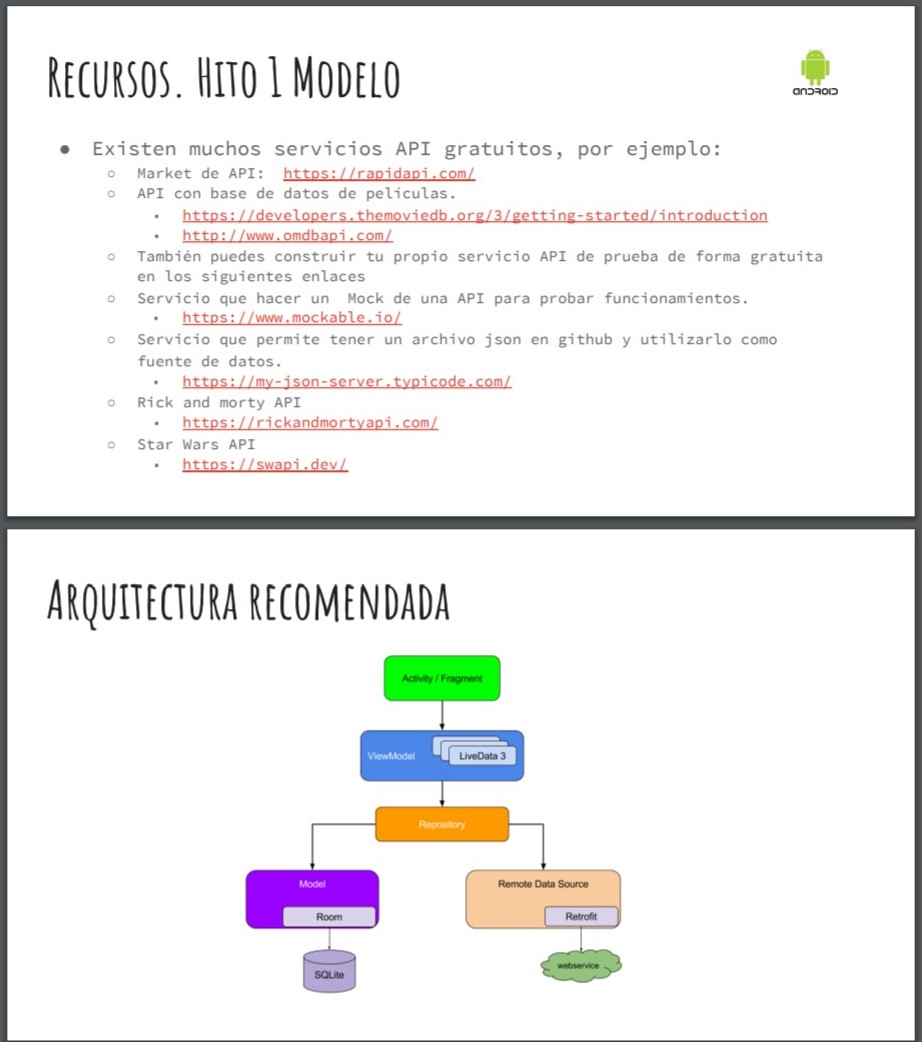 Recursos. Hito 1 Modelo
ANDROID
● Existen muchos servicios API gratuitos, por ejemplo:
○ Market de API: https://rapidapi.com/
○ API con base de datos de películas.
▪ https://developers.themoviedb.org/3/getting-started/introduction
▪ http://www.omdbapi.com/
○ También puedes construir tu propio servicio API de prueba de forma gratuita
en los siguientes enlaces
○ Servicio que hacer un Mock de una API para probar funcionamientos.
▪ https://www.mockable.io/
○ Servicio que permite tener un archivo json en github y utilizarlo como
fuente de datos.
▪ https://my-json-server.typicode.com/
○ Rick and morty API
▪ https://rickandmortyapi.com/
○ Star Wars API
▪ https://swapi.dev/
Arquitectura recomendada
Activity / Fragment
ViewModel
LiveData 3
Repository
Model
Room
Remote Data Source
Retrofit
SQLite
webservice